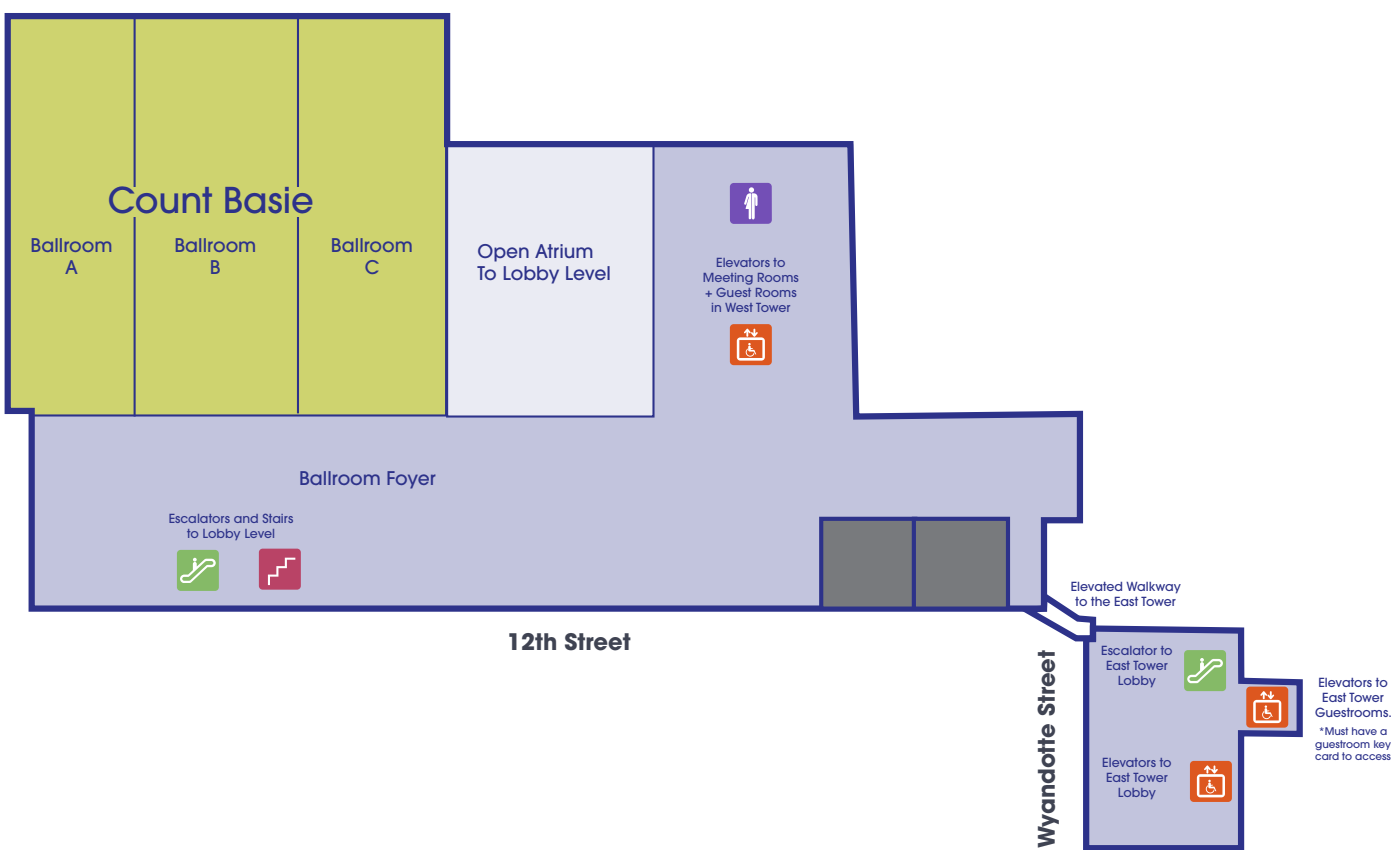 Count Basie
Ballroom
A
Ballroom
B
Ballroom
C
Open Atrium
To Lobby Level
Elevators to
Meeting Rooms
+ Guest Rooms
in West Tower
Ballroom Foyer
Escalators and Stairs
to Lobby Level
12th Street
Elevated Walkway
to the East Tower
Wyandotte Street
Escalator to
East Tower
Lobby
Elevators to
East Tower
Guestrooms.
*Must have a
guestroom key
card to access
Elevators to
East Tower
Lobby